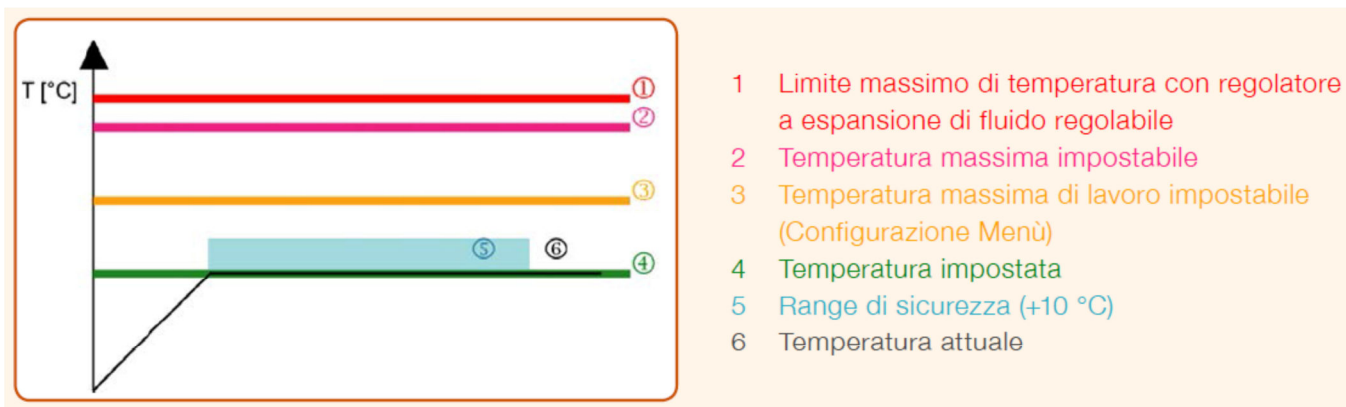 T [°C]
①
②
③
⑤
⑥
④
1 Limite massimo di temperatura con regolatore
a espansione di fluido regolabile
2 Temperatura massima impostabile
3 Temperatura massima di lavoro impostabile
(Configurazione Menù)
4 Temperatura impostata
5 Range di sicurezza (+10 °C)
6 Temperatura attuale